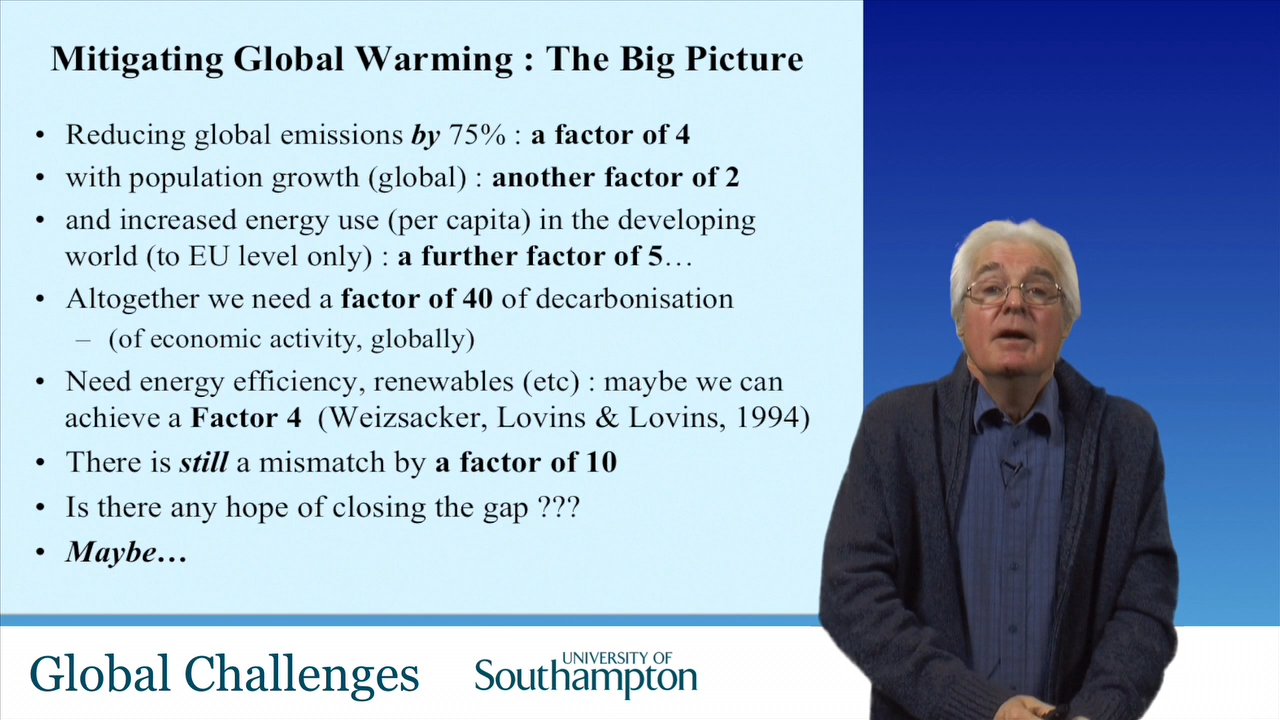 Mitigating Global Warming : The Big Picture
• Reducing global emissions by 75% : a factor of 4
• with population growth (global) : another factor of 2
• and increased energy use (per capita) in the developing
world (to EU level only) : a further factor of 5…
• Altogether we need a factor of 40 of decarbonisation
– (of economic activity, globally)
• Need energy efficiency, renewables (etc) : maybe we can
achieve a Factor 4 (Weizsacker, Lovins & Lovins, 1994)
• There is still a mismatch by a factor of 10
• Is there any hope of closing the gap ???
• Maybe…
Global Challenges
UNIVERSITY OF
Southampton